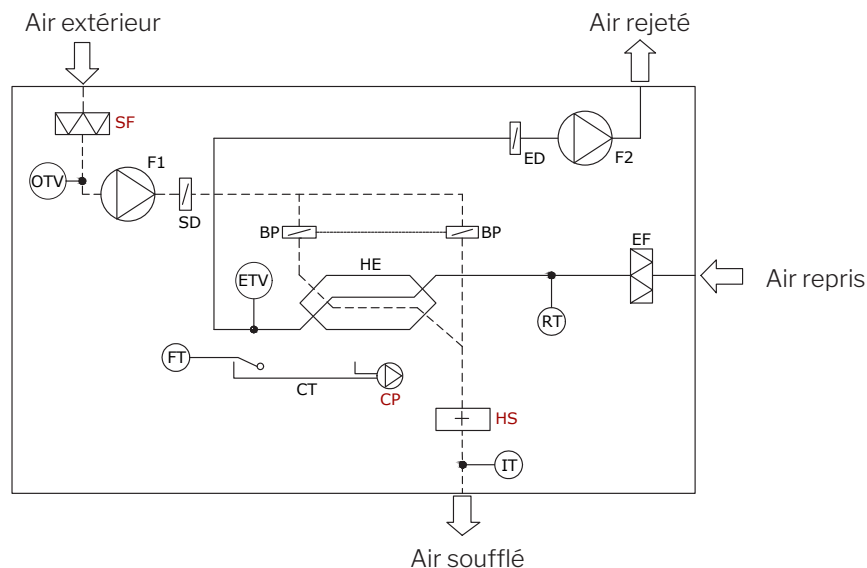 Air extérieur
Air rejeté
SF
F1
ED
F2
OTV
SD
BP
BP
EF
HE
ETV
Air repris
RT
FT
CT
CP
HS
IT
Air soufflé